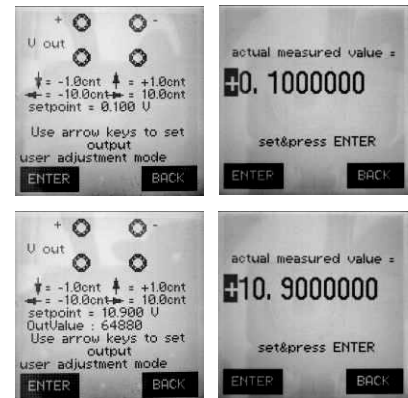 + -
V out
= -1.0cnt = +1.0cnt
= -10.0cnt = 10.0cnt
setpoint = 0.100 V
Use arrow keys to set
output
user adjustment mode
ENTER BACK
actual measured value =
+0. 1000000
set&press ENTER
ENTER BACK
+ -
V out
= -1.0cnt = +1.0cnt
= -10.0cnt = 10.0cnt
setpoint = 10.900 V
OutValue : 64880
Use arrow keys to set
output
user adjustment mode
ENTER BACK
actual measured value =
+10. 9000000
set&press ENTER
ENTER BACK